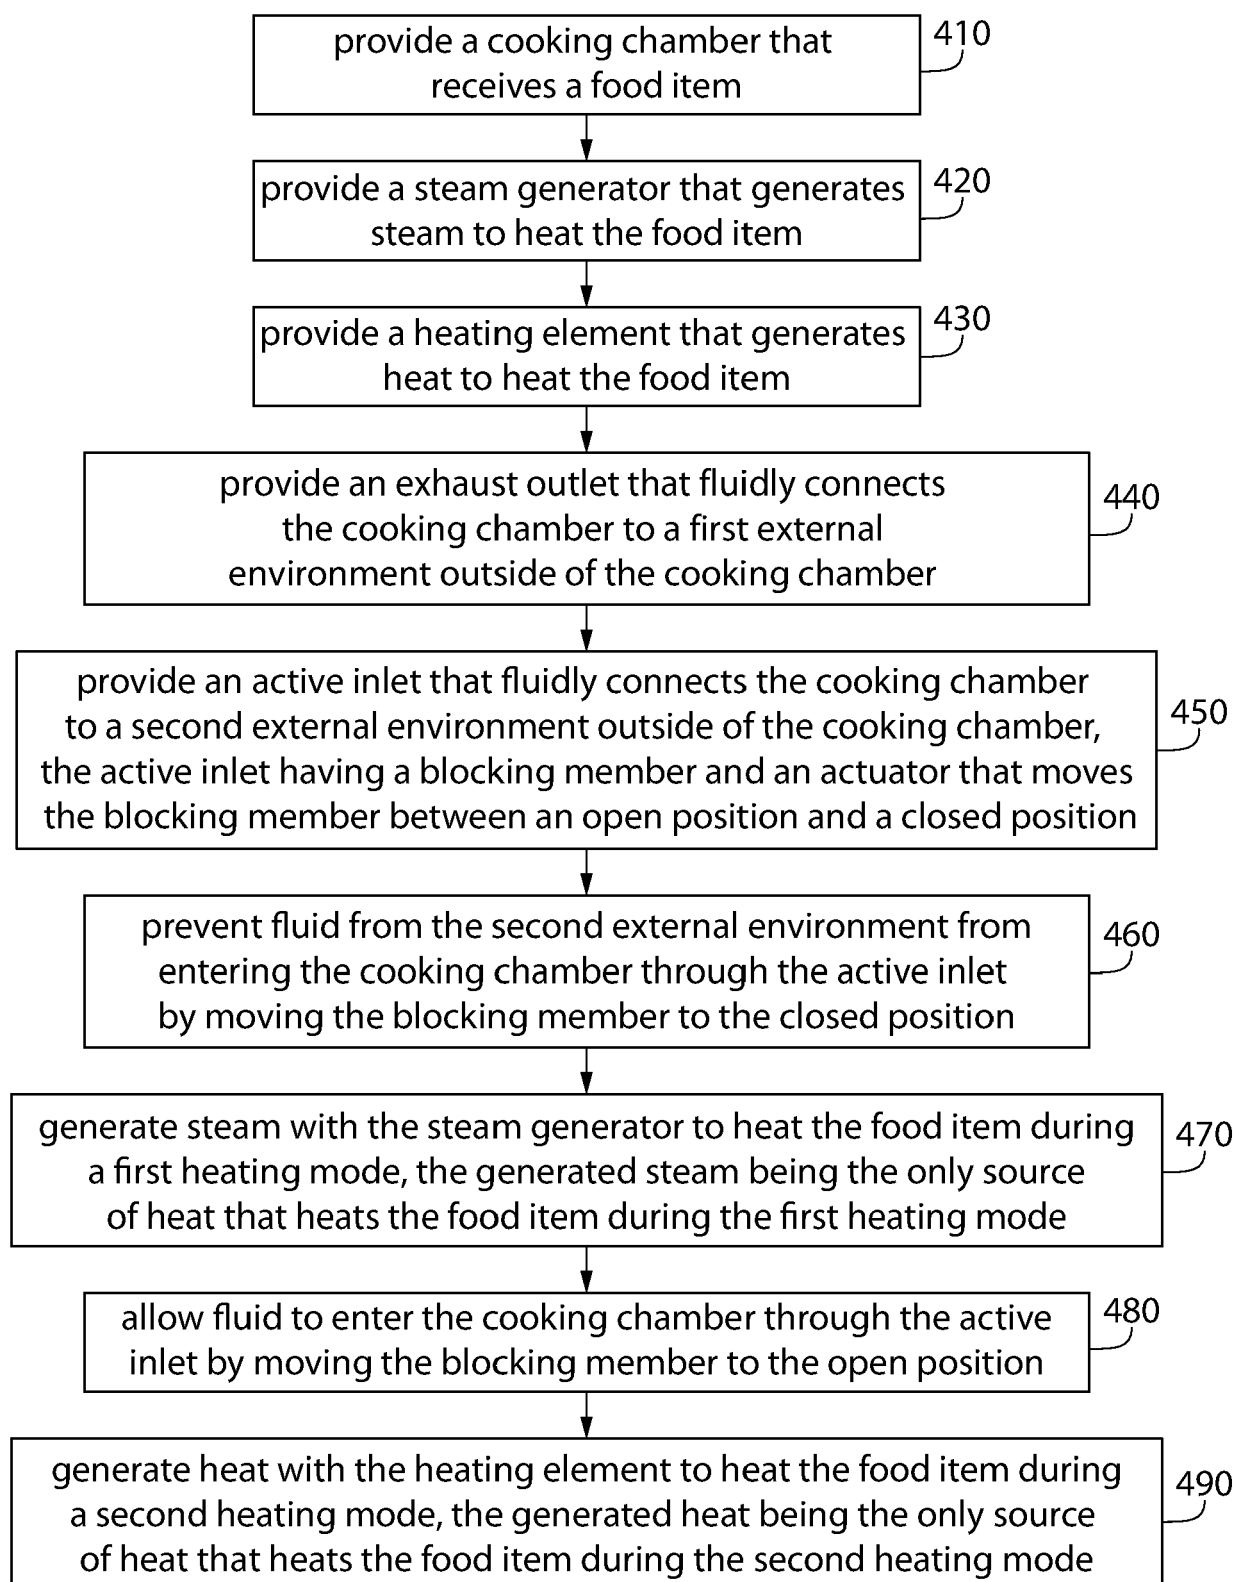 provide a cooking chamber that
receives a food item
410
provide a steam generator that generates
steam to heat the food item
420
provide a heating element that generates
heat to heat the food item
430
provide an exhaust outlet that fluidly connects
the cooking chamber to a first external
environment outside of the cooking chamber
440
provide an active inlet that fluidly connects the cooking chamber
to a second external environment outside of the cooking chamber,
the active inlet having a blocking member and an actuator that moves
the blocking member between an open position and a closed position
450
prevent fluid from the second external environment from
entering the cooking chamber through the active inlet
by moving the blocking member to the closed position
460
generate steam with the steam generator to heat the food item during
a first heating mode, the generated steam being the only source
of heat that heats the food item during the first heating mode
470
allow fluid to enter the cooking chamber through the active
inlet by moving the blocking member to the open position
480
generate heat with the heating element to heat the food item during
a second heating mode, the generated heat being the only source
of heat that heats the food item during the second heating mode
490